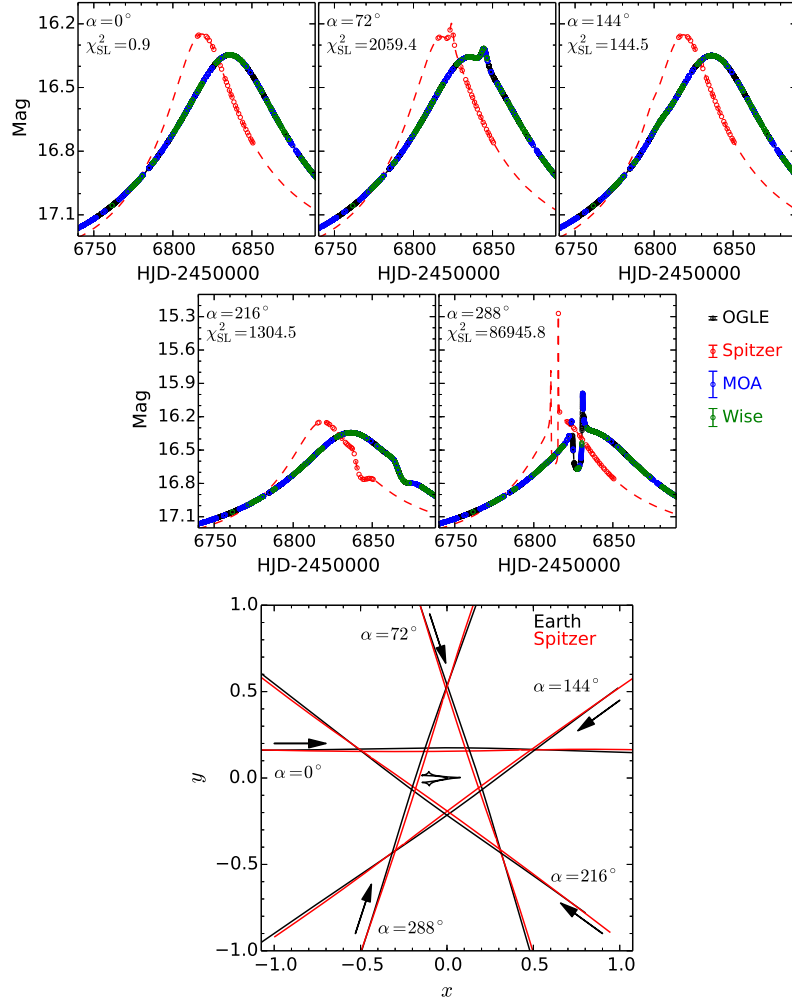 α=0°
χ²SL=0.9
α=72°
χ²SL=2059.4
α=144°
χ²SL=144.5
16.2
16.5
16.8
17.1
Mag
6750 6800 6850
6750 6800 6850
6750 6800 6850
HJD-2450000
HJD-2450000
HJD-2450000
α=216°
χ²SL=1304.5
α=288°
χ²SL=86945.8
15.3
15.6
15.9
16.2
16.5
16.8
17.1
Mag
6750 6800 6850
6750 6800 6850
HJD-2450000
HJD-2450000
OGLE
Spitzer
MOA
Wise
Earth
Spitzer
α=72°
α=144°
α=0°
α=216°
α=288°
1.0
0.5
0.0
−0.5
−1.0
y
−1.0 −0.5 0.0 0.5 1.0
x